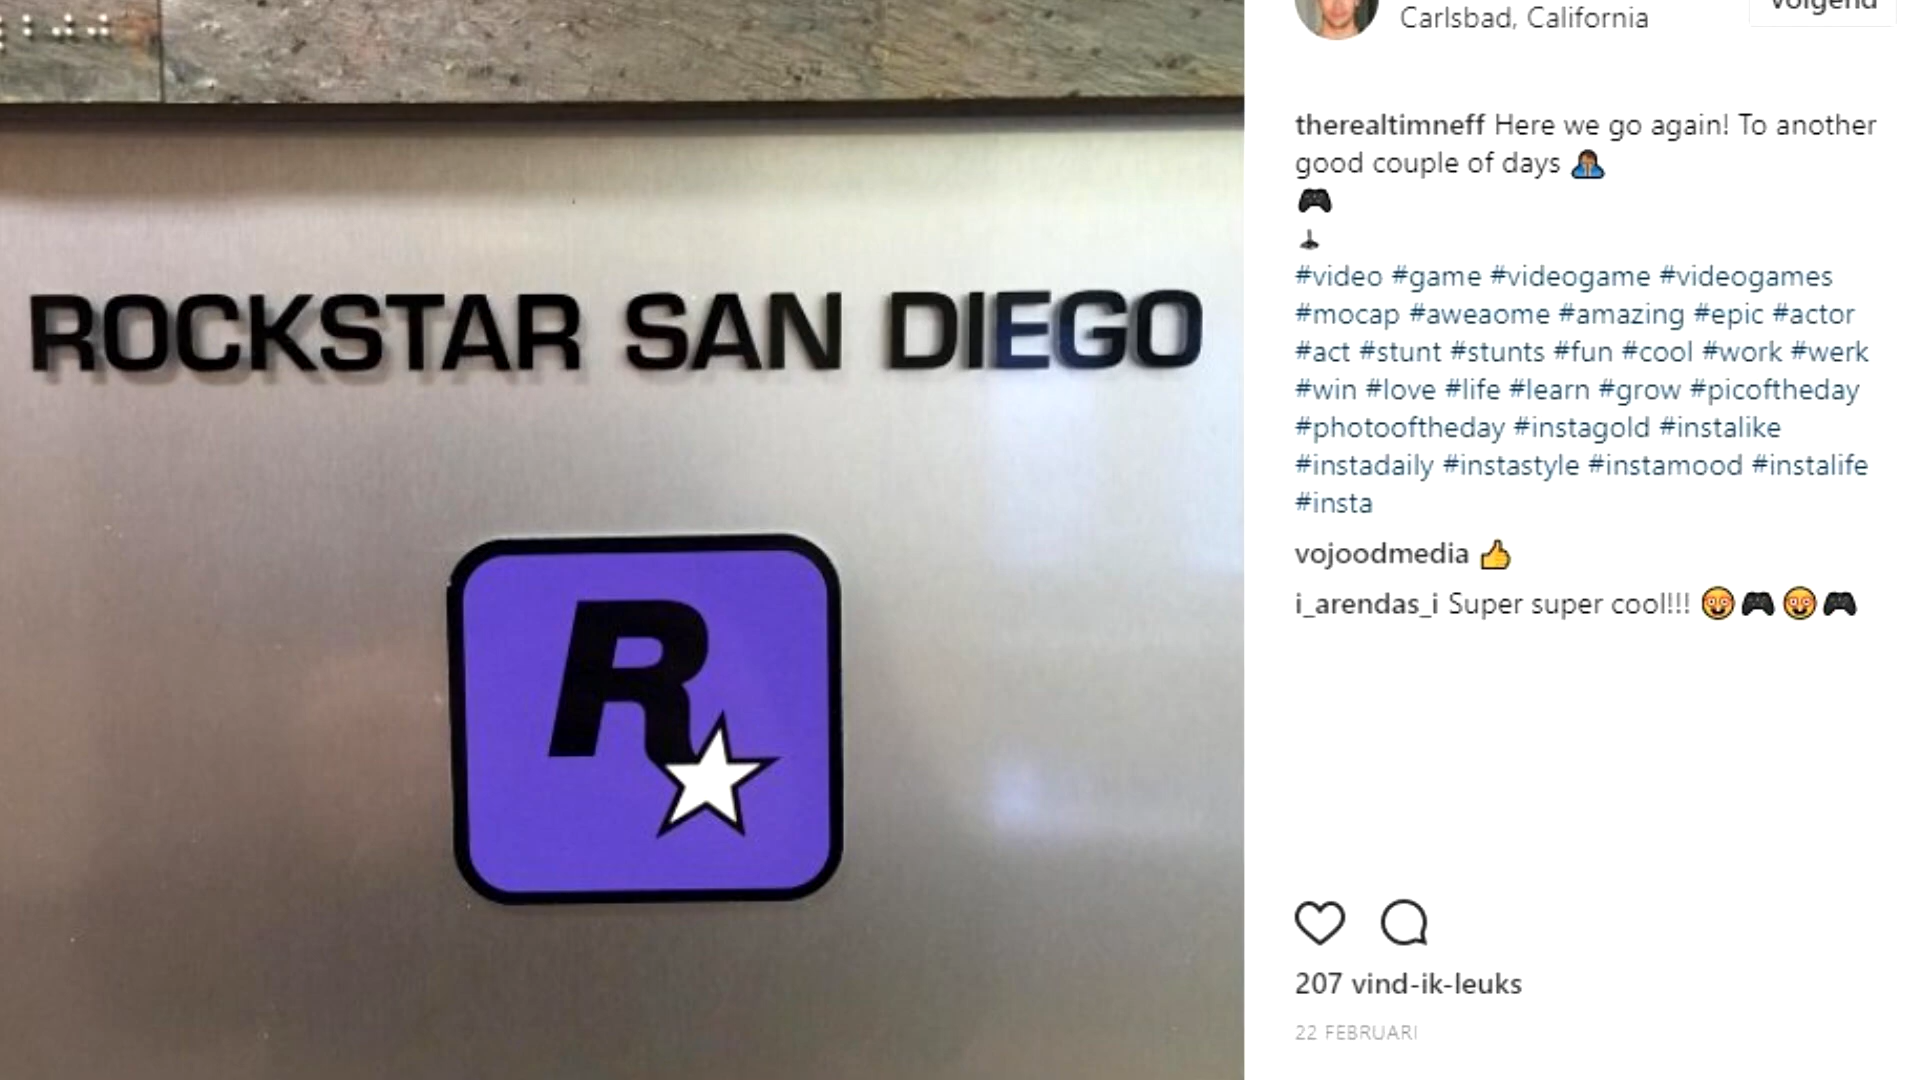 Carlsbad, California
Volgend
therealtimneff Here we go again! To another
good couple of days 🤦🏾‍♂️
🎮
🕹
#video #game #videogame #videogames
#mocap #aweaome #amazing #epic #actor
#act #stunt #stunts #fun #cool #work #werk
#win #love #life #learn #grow #picoftheday
#photooftheday #instagold #instalike
#instadaily #instastyle #instamood #instalife
#insta
vojoodmedia 👍
i_arendas_i Super super cool!!! 🤩🎮🤩🎮
207 vind-ik-leuks
22 FEBRUARI
ROCKSTAR SAN DIEGO
R